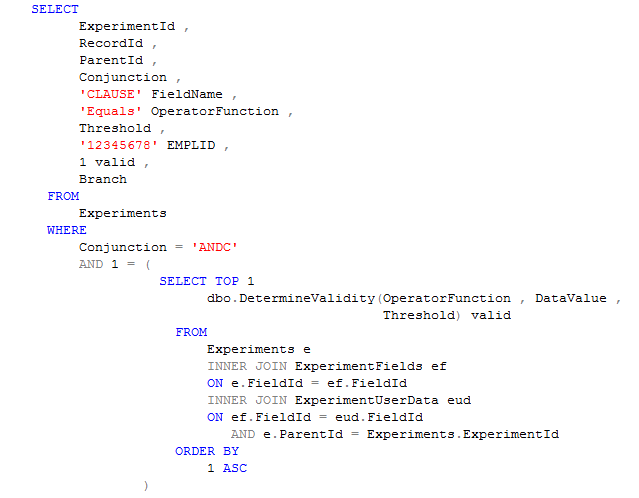 SELECT
ExperimentId ,
RecordId ,
ParentId ,
Conjunction ,
'CLAUSE' FieldName ,
'Equals' OperatorFunction ,
Threshold ,
'12345678' EMPLID ,
1 valid ,
Branch
FROM
Experiments
WHERE
Conjunction = 'ANDC'
AND 1 = (
SELECT TOP 1
dbo.DetermineValidity(OperatorFunction , DataValue ,
Threshold) valid
FROM
Experiments e
INNER JOIN ExperimentFields ef
ON e.FieldId = ef.FieldId
INNER JOIN ExperimentUserData eud
ON ef.FieldId = eud.FieldId
AND e.ParentId = Experiments.ExperimentId
ORDER BY
1 ASC
)